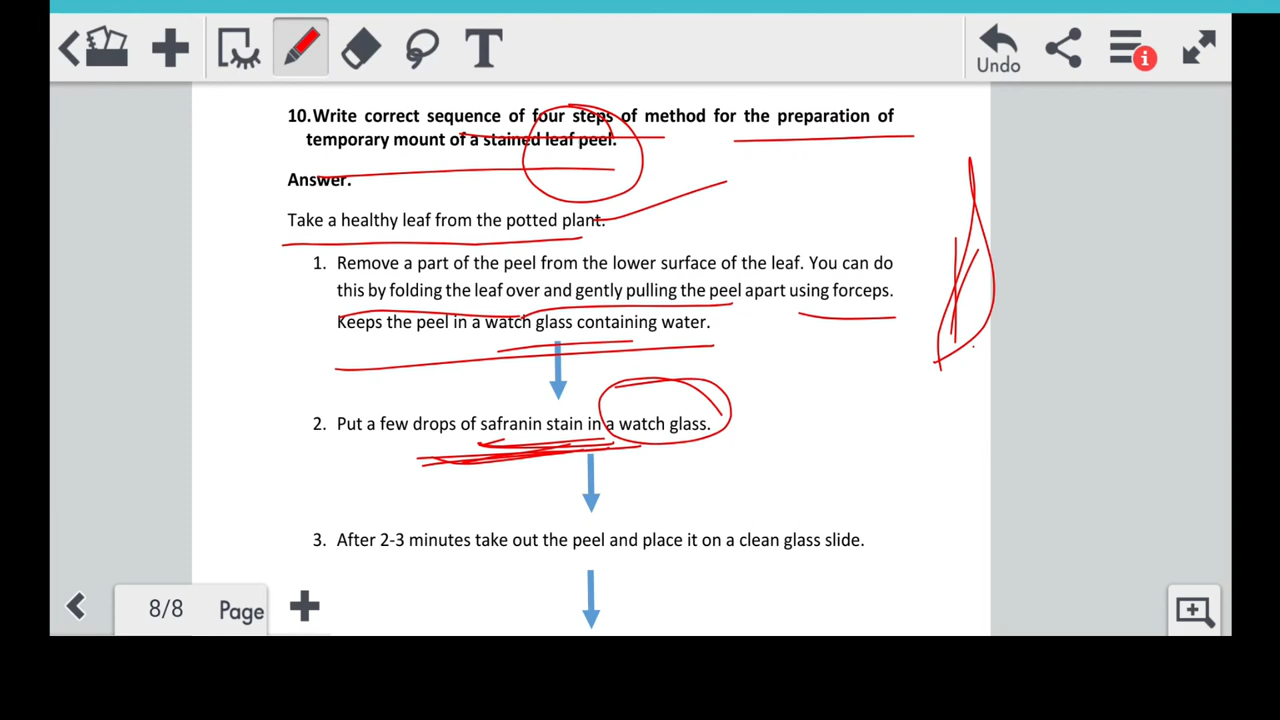 Undo
10. Write correct sequence of four steps of method for the preparation of
temporary mount of a stained leaf peel.
Answer.
Take a healthy leaf from the potted plant.
1. Remove a part of the peel from the lower surface of the leaf. You can do
this by folding the leaf over and gently pulling the peel apart using forceps.
Keeps the peel in a watch glass containing water.
2. Put a few drops of safranin stain in a watch glass.
3. After 2-3 minutes take out the peel and place it on a clean glass slide.
8/8 Page